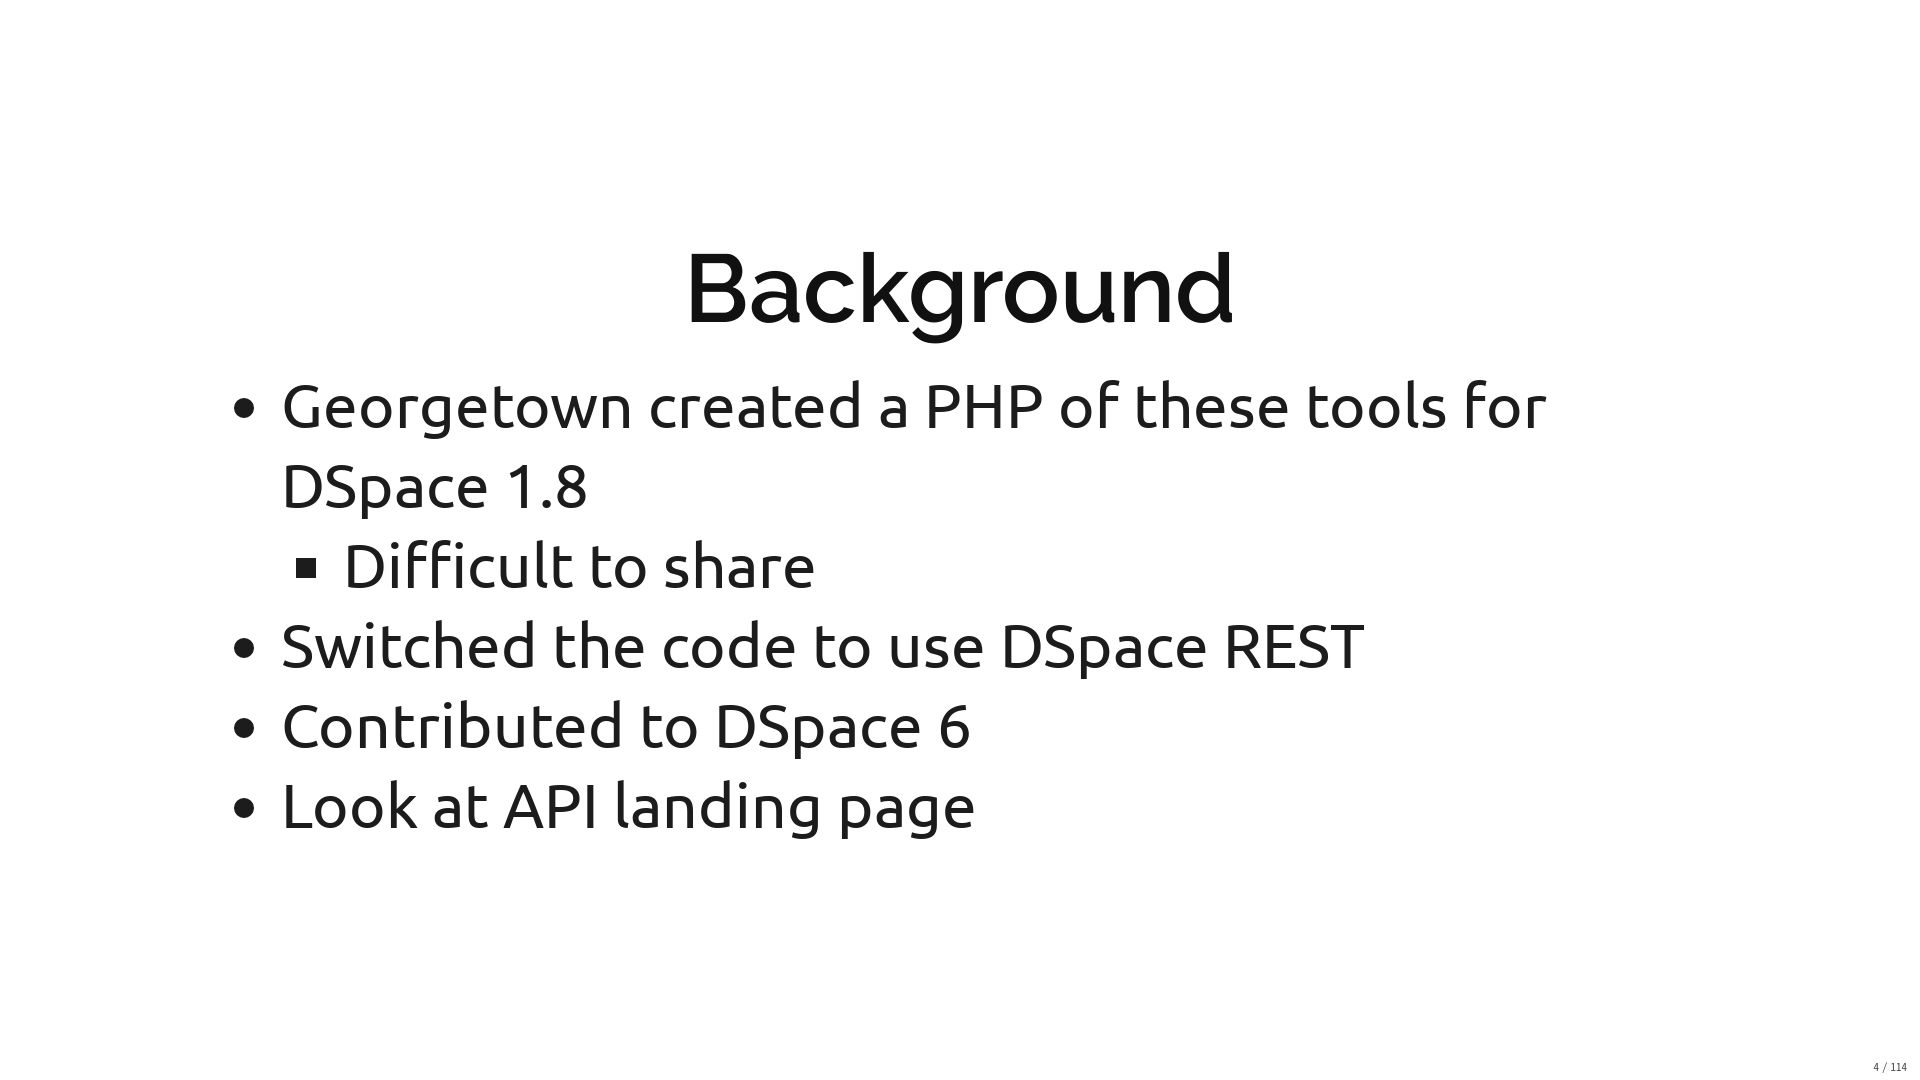 Background
• Georgetown created a PHP of these tools for
DSpace 1.8
▪ Difficult to share
• Switched the code to use DSpace REST
• Contributed to DSpace 6
• Look at API landing page
4 / 114